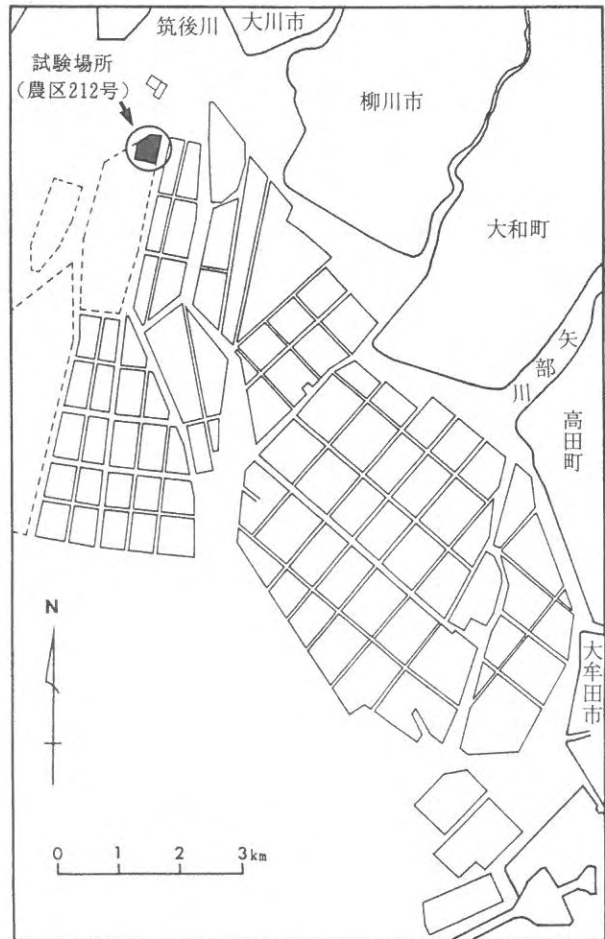 筑後川
大川市
試験場所
(農区212号)
柳川市
大和町
矢部川
高田町
大牟田市
N
0 1 2 3km